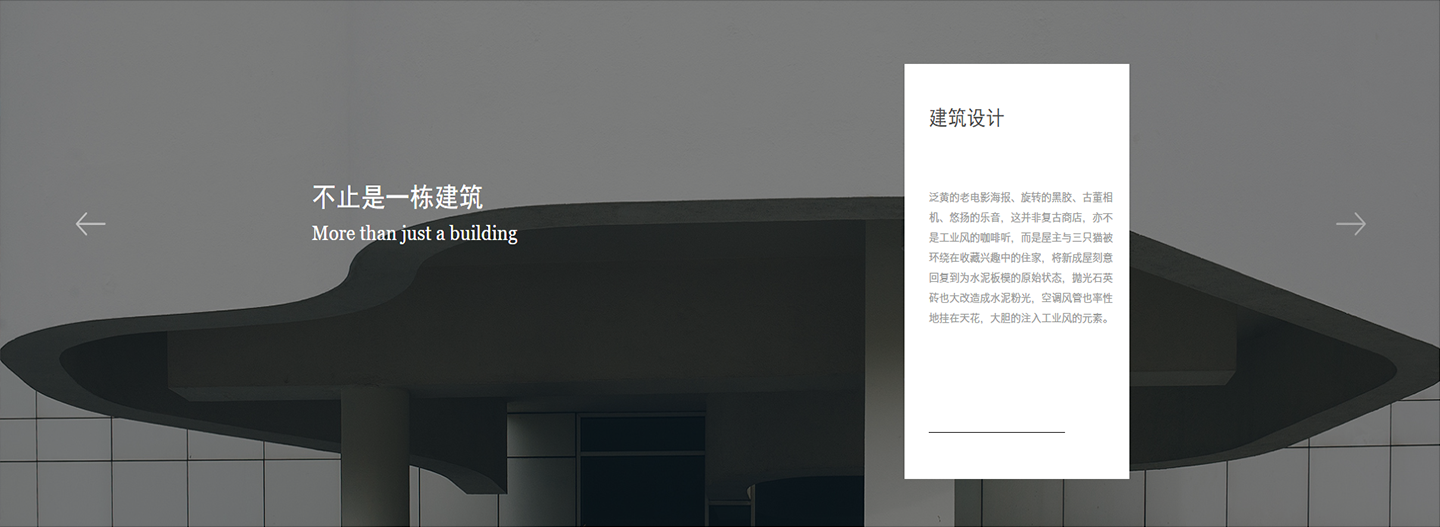 不止是一栋建筑
More than just a building
建筑设计
泛黄的老电影海报、旋转的黑胶、古董相
机、悠扬的乐音，这并非复古商店，亦不
是工业风的咖啡听，而是屋主与三只猫被
环绕在收藏兴趣中的住家，将新成屋刻意
回复到为水泥板模的原始状态，抛光石英
砖也大改造成水泥粉光，空调风管也率性
地挂在天花，大胆的注入工业风的元素。